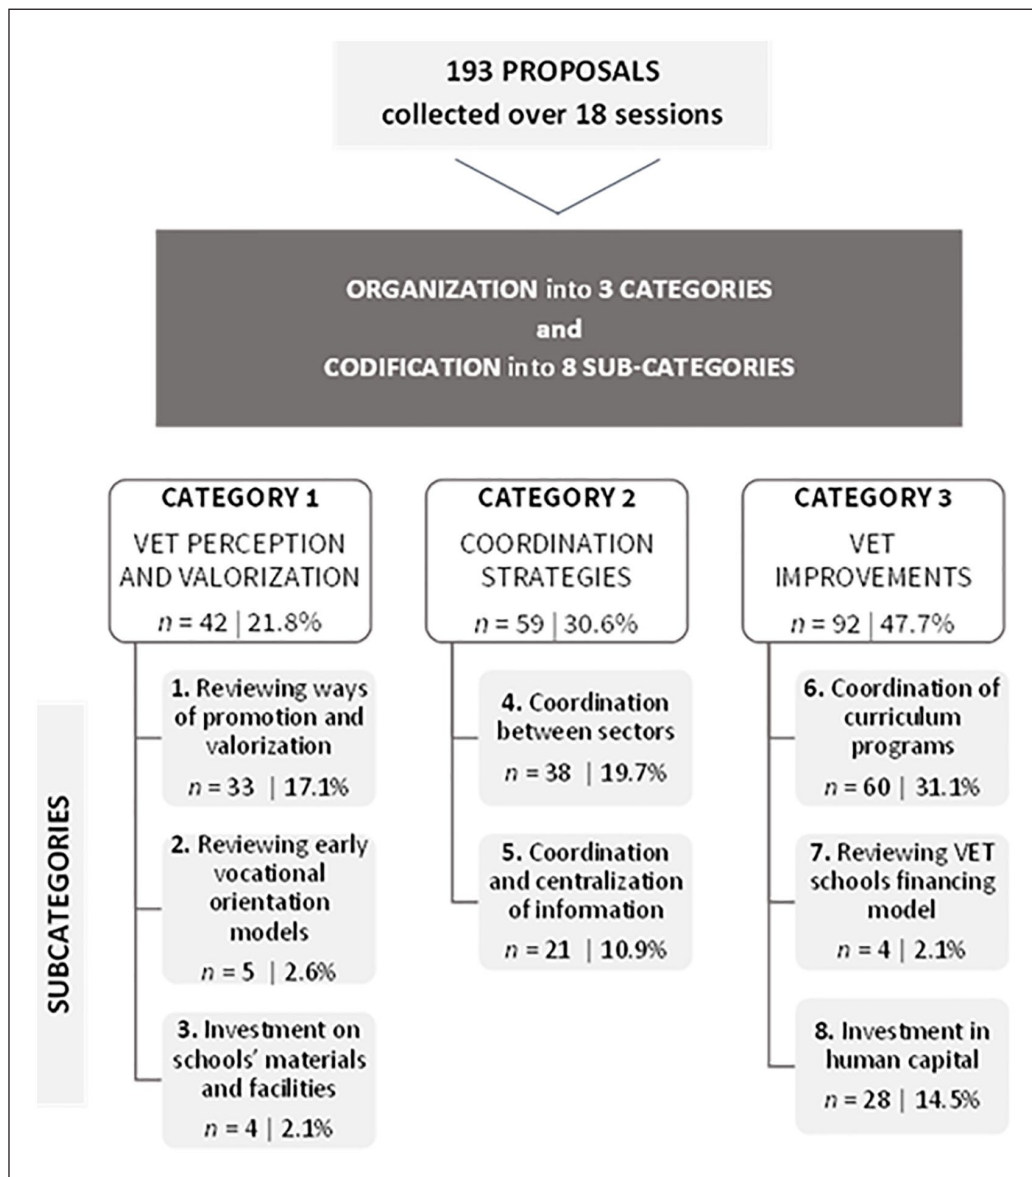 193 PROPOSALS
collected over 18 sessions
ORGANIZATION into 3 CATEGORIES
and
CODIFICATION into 8 SUB-CATEGORIES
CATEGORY 1
VET PERCEPTION
AND VALORIZATION
n = 42 | 21.8%
CATEGORY 2
COORDINATION
STRATEGIES
n = 59 | 30.6%
CATEGORY 3
VET
IMPROVEMENTS
n = 92 | 47.7%
SUBCATEGORIES
1. Reviewing ways
of promotion and
valorization
n = 33 | 17.1%
2. Reviewing early
vocational
orientation
models
n = 5 | 2.6%
3. Investment on
schools' materials
and facilities
n = 4 | 2.1%
4. Coordination
between sectors
n = 38 | 19.7%
5. Coordination
and centralization
of information
n = 21 | 10.9%
6. Coordination of
curriculum
programs
n = 60 | 31.1%
7. Reviewing VET
schools financing
model
n = 4 | 2.1%
8. Investment in
human capital
n = 28 | 14.5%